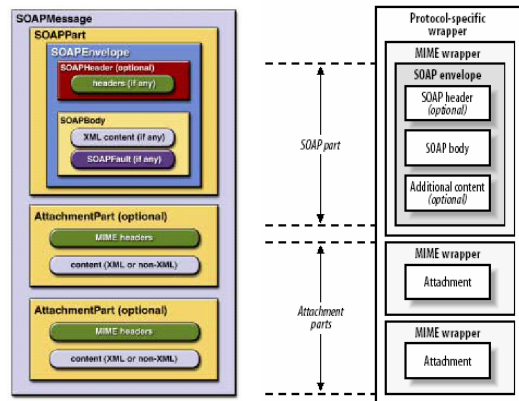 SOAPMessage
SOAPPart
SOAPEnvelope
SOAPHeader (optional)
headers (if any)
SOAPBody
XML content (if any)
SOAPFault (if any)
AttachmentPart (optional)
MIME headers
content (XML or non-XML)
AttachmentPart (optional)
MIME headers
content (XML or non-XML)
SOAP part
Attachment
parts
Protocol-specific
wrapper
MIME wrapper
SOAP envelope
SOAP header
(optional)
SOAP body
Additional content
(optional)
MIME wrapper
Attachment
MIME wrapper
Attachment